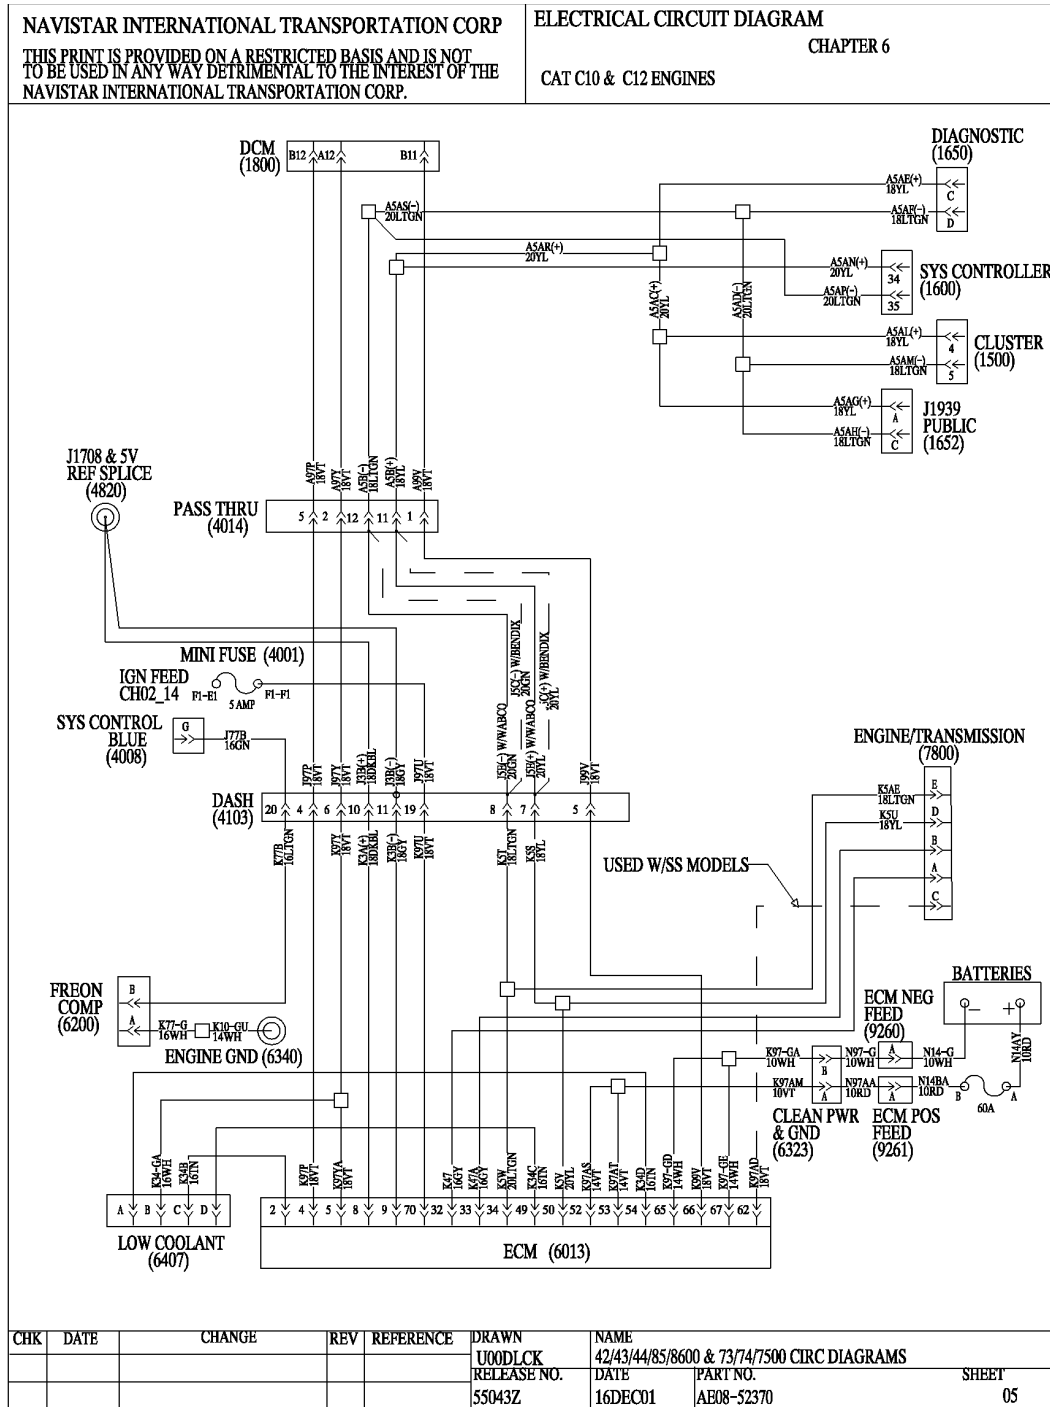 NAVISTAR INTERNATIONAL TRANSPORTATION CORP
THIS PRINT IS PROVIDED ON A RESTRICTED BASIS AND IS NOT
TO BE USED IN ANY WAY DETRIMENTAL TO THE INTEREST OF THE
NAVISTAR INTERNATIONAL TRANSPORTATION CORP.
ELECTRICAL CIRCUIT DIAGRAM
CHAPTER 6
CAT C10 & C12 ENGINES
DCM
(1800)
B12
A12
B11
DIAGNOSTIC
(1650)
A5AE(+)
18YL
C
A5AF(-)
18LTGN
D
A5AS(-)
20LTGN
A5AR(+)
20YL
A5AN(+)
20YL
34
A5AP(-)
20LTGN
35
SYS CONTROLLER
(1600)
A5AC(+)
20YL
A5AD(-)
20LTGN
A5AL(+)
18YL
4
A5AM(-)
18LTGN
5
CLUSTER
(1500)
A5AG(+)
18YL
A
A5AH(-)
18LTGN
C
J1939
PUBLIC
(1652)
J1708 & 5V
REF SPLICE
(4820)
A97P
18VT
A97Y
18VT
A5B(-)
18LTGN
A5B(+)
18YL
A99V
18VT
PASS THRU
(4014)
5
2
12
11
1
MINI FUSE (4001)
IGN FEED
CH02_14
F1-E1
5 AMP
F1-F1
SYS CONTROL
BLUE
(4008)
G
J77B
16GN
J97P
18VT
J97Y
18VT
J3B(+)
18DKBL
J3B(-)
18GY
J97U
18VT
J5E(-) W/WABCO
20GN
J5C(-) W/BENDIX
20GN
J5E(+) W/WABCO
20YL
J5C(+) W/BENDIX
20YL
J99V
18VT
DASH
(4103)
20
4
6
10
11
19
8
7
5
K77B
16LTGN
K97Y
18VT
K3A(+)
18DKBL
K3B(-)
18GY
K97U
18VT
K5T
18LTGN
K5S
18YL
ENGINE/TRANSMISSION
(7800)
K5AE
18LTGN
E
K5U
18YL
D
B
A
C
USED W/SS MODELS
FREON
COMP
(6200)
B
A
K77-G
16WH
K10-GU
14WH
ENGINE GND (6340)
BATTERIES
-
+
ECM NEG
FEED
(9260)
N14AY
10RD
K97-GA
10WH
B
N97-G
10WH
A
N14-G
10WH
K97AM
10VT
A
N97AA
10RD
A
N14BA
10RD
B
60A
A
CLEAN PWR
& GND
(6323)
ECM POS
FEED
(9261)
K34-GA
16WH
K34B
16TN
K97P
18VT
K97YA
18VT
K47
16GY
K47A
16GY
K5W
20LTGN
K34C
16TN
K5V
20YL
K97AS
14VT
K97AT
14VT
K34D
16TN
K97-GD
14WH
K99V
18VT
K97-GE
14WH
K97AD
18VT
A
B
C
D
LOW COOLANT
(6407)
2
4
5
8
9
70
32
33
34
49
50
52
53
54
65
66
67
62
ECM (6013)
CHK
DATE
CHANGE
REV
REFERENCE
DRAWN
U00DLCK
NAME
42/43/44/85/8600 & 73/74/7500 CIRC DIAGRAMS
RELEASE NO.
55043Z
DATE
16DEC01
PART NO.
AE08-52370
SHEET
05